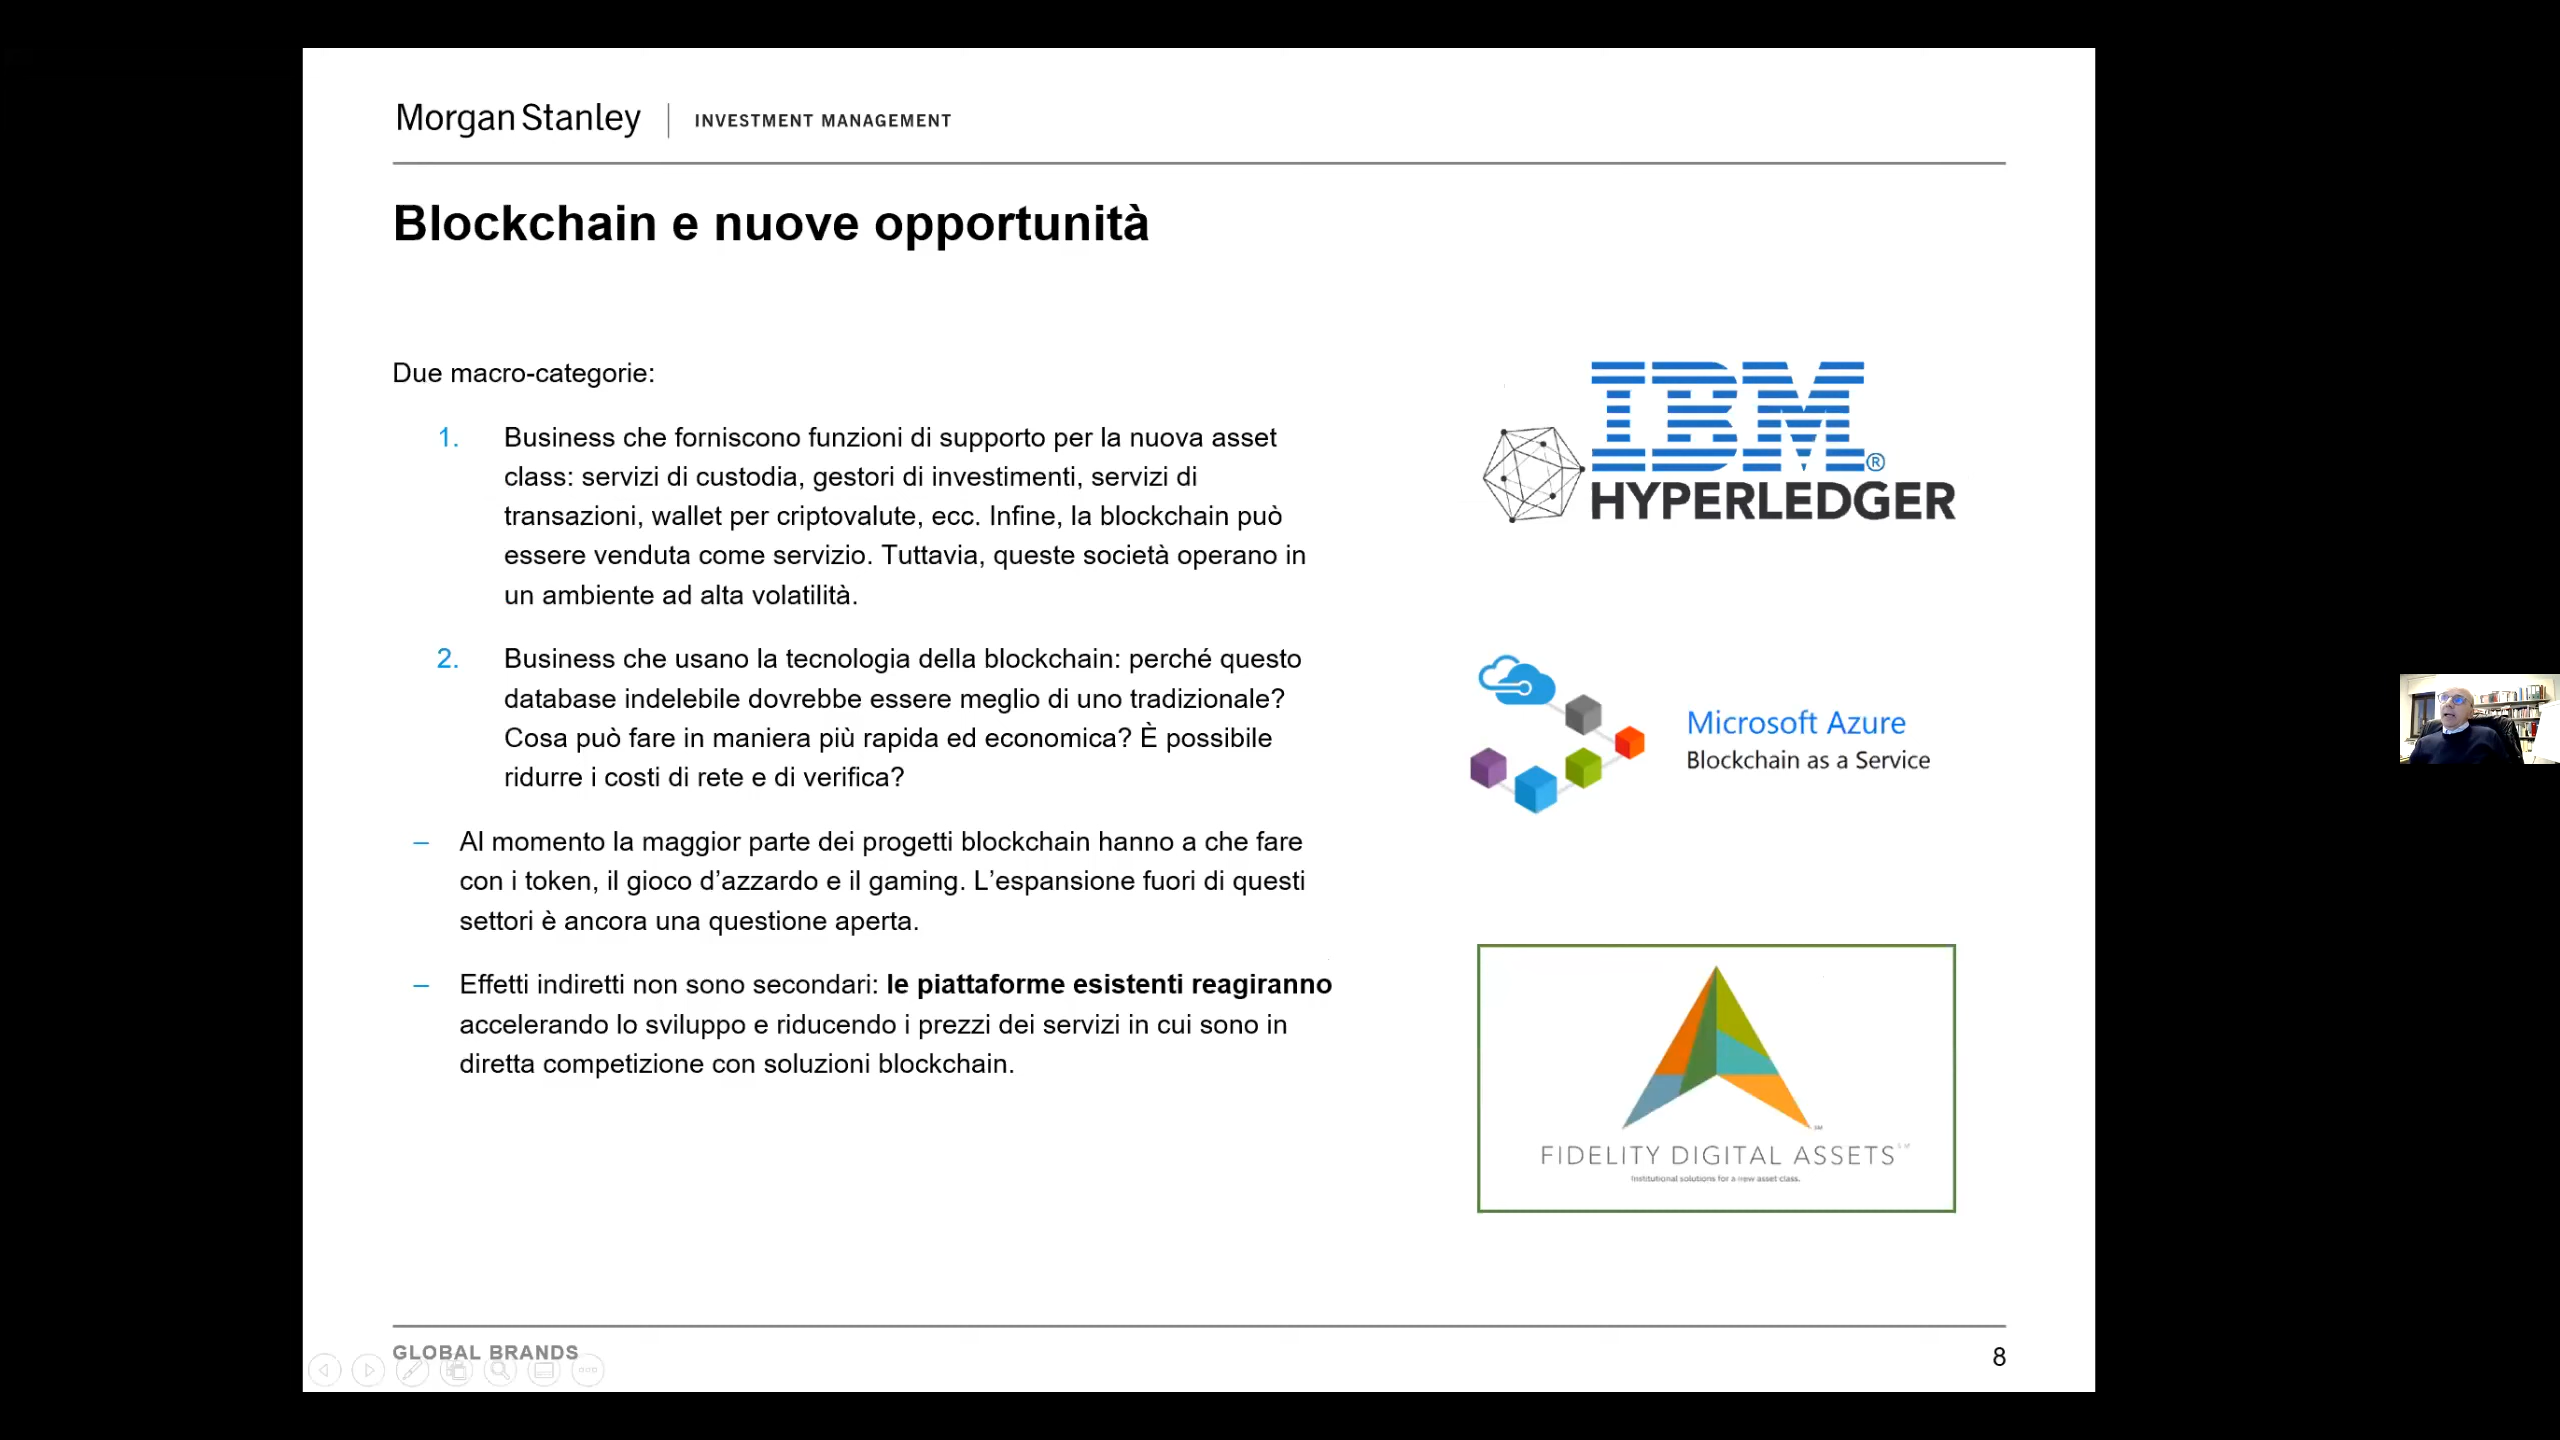 Morgan Stanley | INVESTMENT MANAGEMENT
Blockchain e nuove opportunità
Due macro-categorie:
1. Business che forniscono funzioni di supporto per la nuova asset
class: servizi di custodia, gestori di investimenti, servizi di
transazioni, wallet per criptovalute, ecc. Infine, la blockchain può
essere venduta come servizio. Tuttavia, queste società operano in
un ambiente ad alta volatilità.
2. Business che usano la tecnologia della blockchain: perché questo
database indelebile dovrebbe essere meglio di uno tradizionale?
Cosa può fare in maniera più rapida ed economica? È possibile
ridurre i costi di rete e di verifica?
– Al momento la maggior parte dei progetti blockchain hanno a che fare
con i token, il gioco d’azzardo e il gaming. L’espansione fuori di questi
settori è ancora una questione aperta.
– Effetti indiretti non sono secondari: le piattaforme esistenti reagiranno
accelerando lo sviluppo e riducendo i prezzi dei servizi in cui sono in
diretta competizione con soluzioni blockchain.
IBM®
HYPERLEDGER
Microsoft Azure
Blockchain as a Service
FIDELITY DIGITAL ASSETS℠
Institutional solutions for a new asset class.
GLOBAL BRANDS
8